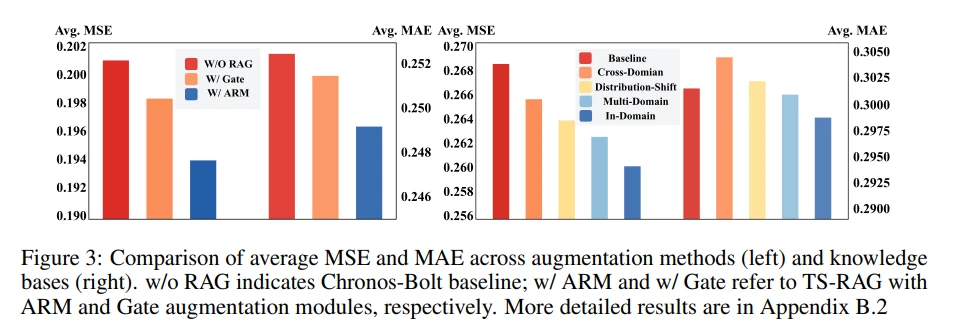 Avg. MSE
Avg. MAE
0.202
0.200
0.198
0.196
0.194
0.192
0.190
W/O RAG
W/ Gate
W/ ARM
0.252
0.250
0.248
0.246
Avg. MSE
Avg. MAE
0.270
0.268
0.266
0.264
0.262
0.260
0.258
0.256
Baseline
Cross-Domian
Distribution-Shift
Multi-Domain
In-Domain
0.3050
0.3025
0.3000
0.2975
0.2950
0.2925
0.2900
Figure 3: Comparison of average MSE and MAE across augmentation methods (left) and knowledge
bases (right). w/o RAG indicates Chronos-Bolt baseline; w/ ARM and w/ Gate refer to TS-RAG with
ARM and Gate augmentation modules, respectively. More detailed results are in Appendix B.2